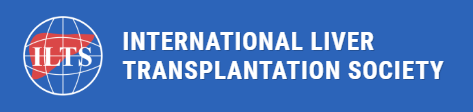 ILTS
INTERNATIONAL LIVER
TRANSPLANTATION SOCIETY